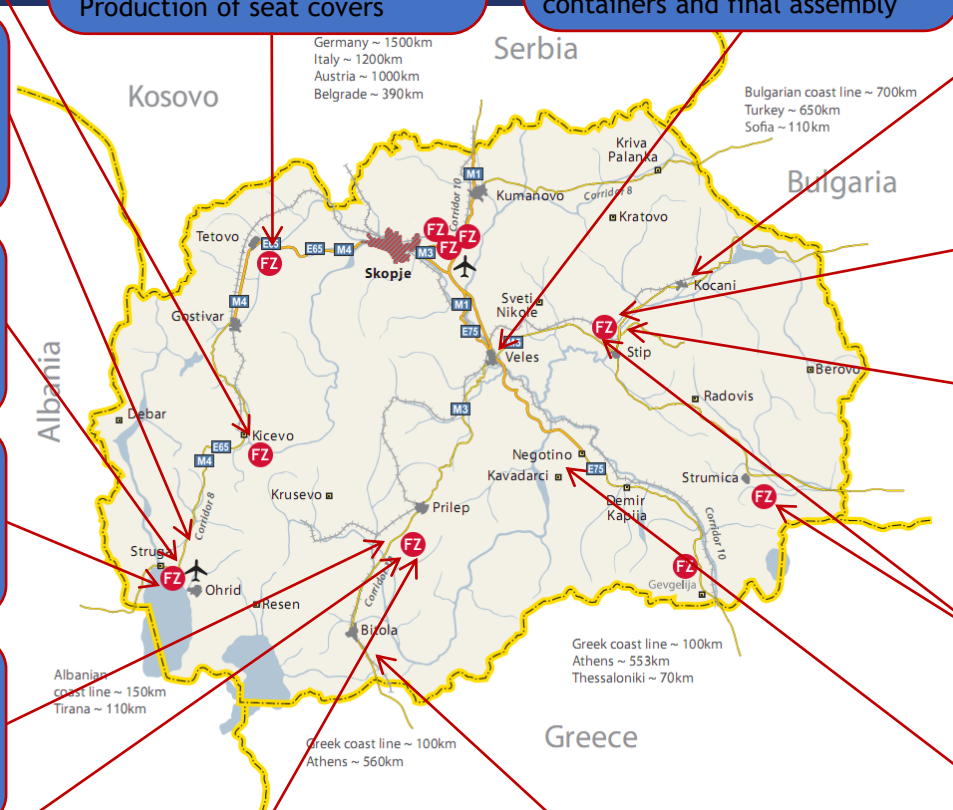 Production of seat covers
containers and final assembly
Germany ~ 1500km
Italy ~ 1200km
Austria ~ 1000km
Belgrade ~ 390km
Serbia
Kosovo
Bulgarian coast line ~ 700km
Turkey ~ 650km
Sofia ~ 110km
Bulgaria
Kriva
Palanka
M1
Corridor 10
Kumanovo
Corridor 8
Kratovo
Tetovo
E65
E65
M4
M3
FZ
FZ
FZ
FZ
Skopje
Kocani
M4
M1
Sveti
Nikole
Gostivar
E75
FZ
Veles
Stip
Albania
Berovo
Radovis
Debar
M3
Kicevo
E65
M4
FZ
Negotino
Kavadarci
E75
Strumica
FZ
Krusevo
Demir
Kapija
Prilep
Corridor 8
Corridor 10
Struga
FZ
FZ
FZ
Gevgelija
Ohrid
Resen
Bitola
Greek coast line ~ 100km
Athens ~ 553km
Thessaloniki ~ 70km
Albanian
coast line ~ 150km
Tirana ~ 110km
Greek coast line ~ 100km
Athens ~ 560km
Greece